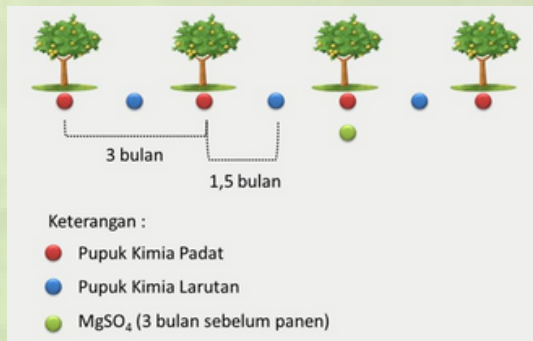 3 bulan
1,5 bulan
Keterangan :
Pupuk Kimia Padat
Pupuk Kimia Larutan
MgSO₄ (3 bulan sebelum panen)